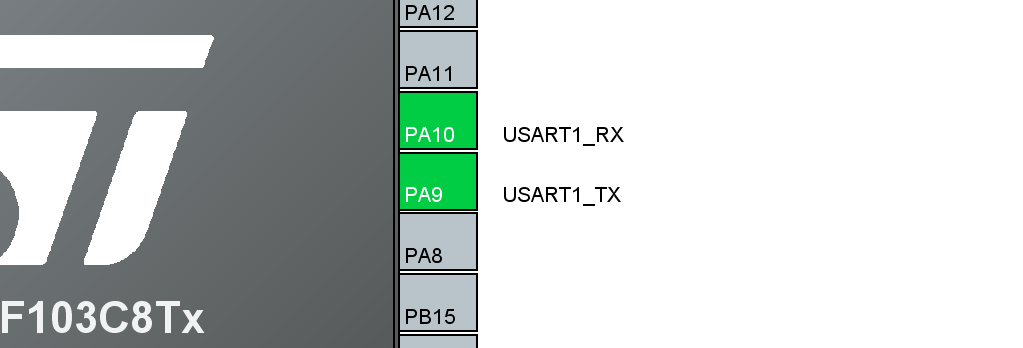 PA12
PA11
PA10 USART1_RX
PA9 USART1_TX
PA8
PB15
F103C8Tx